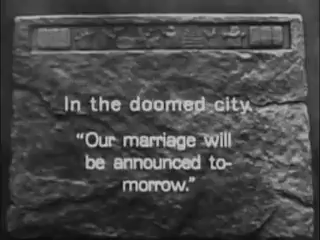 In the doomed city.
"Our marriage will
be announced to-
morrow."